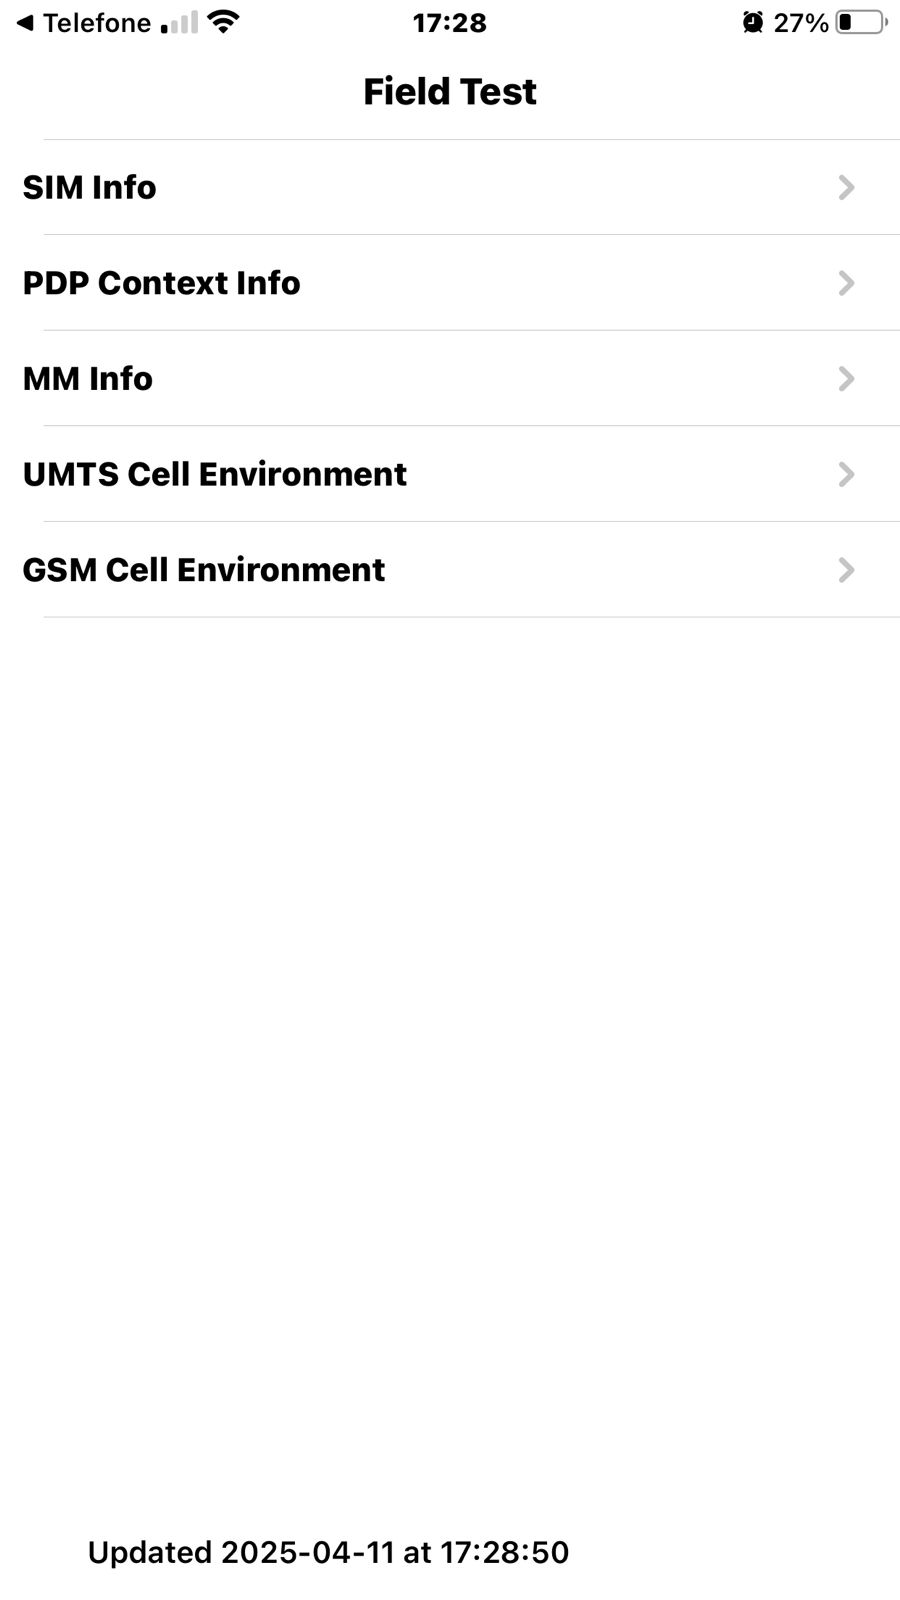 Telefone 17:28 27%
Field Test
SIM Info
PDP Context Info
MM Info
UMTS Cell Environment
GSM Cell Environment
Updated 2025-04-11 at 17:28:50